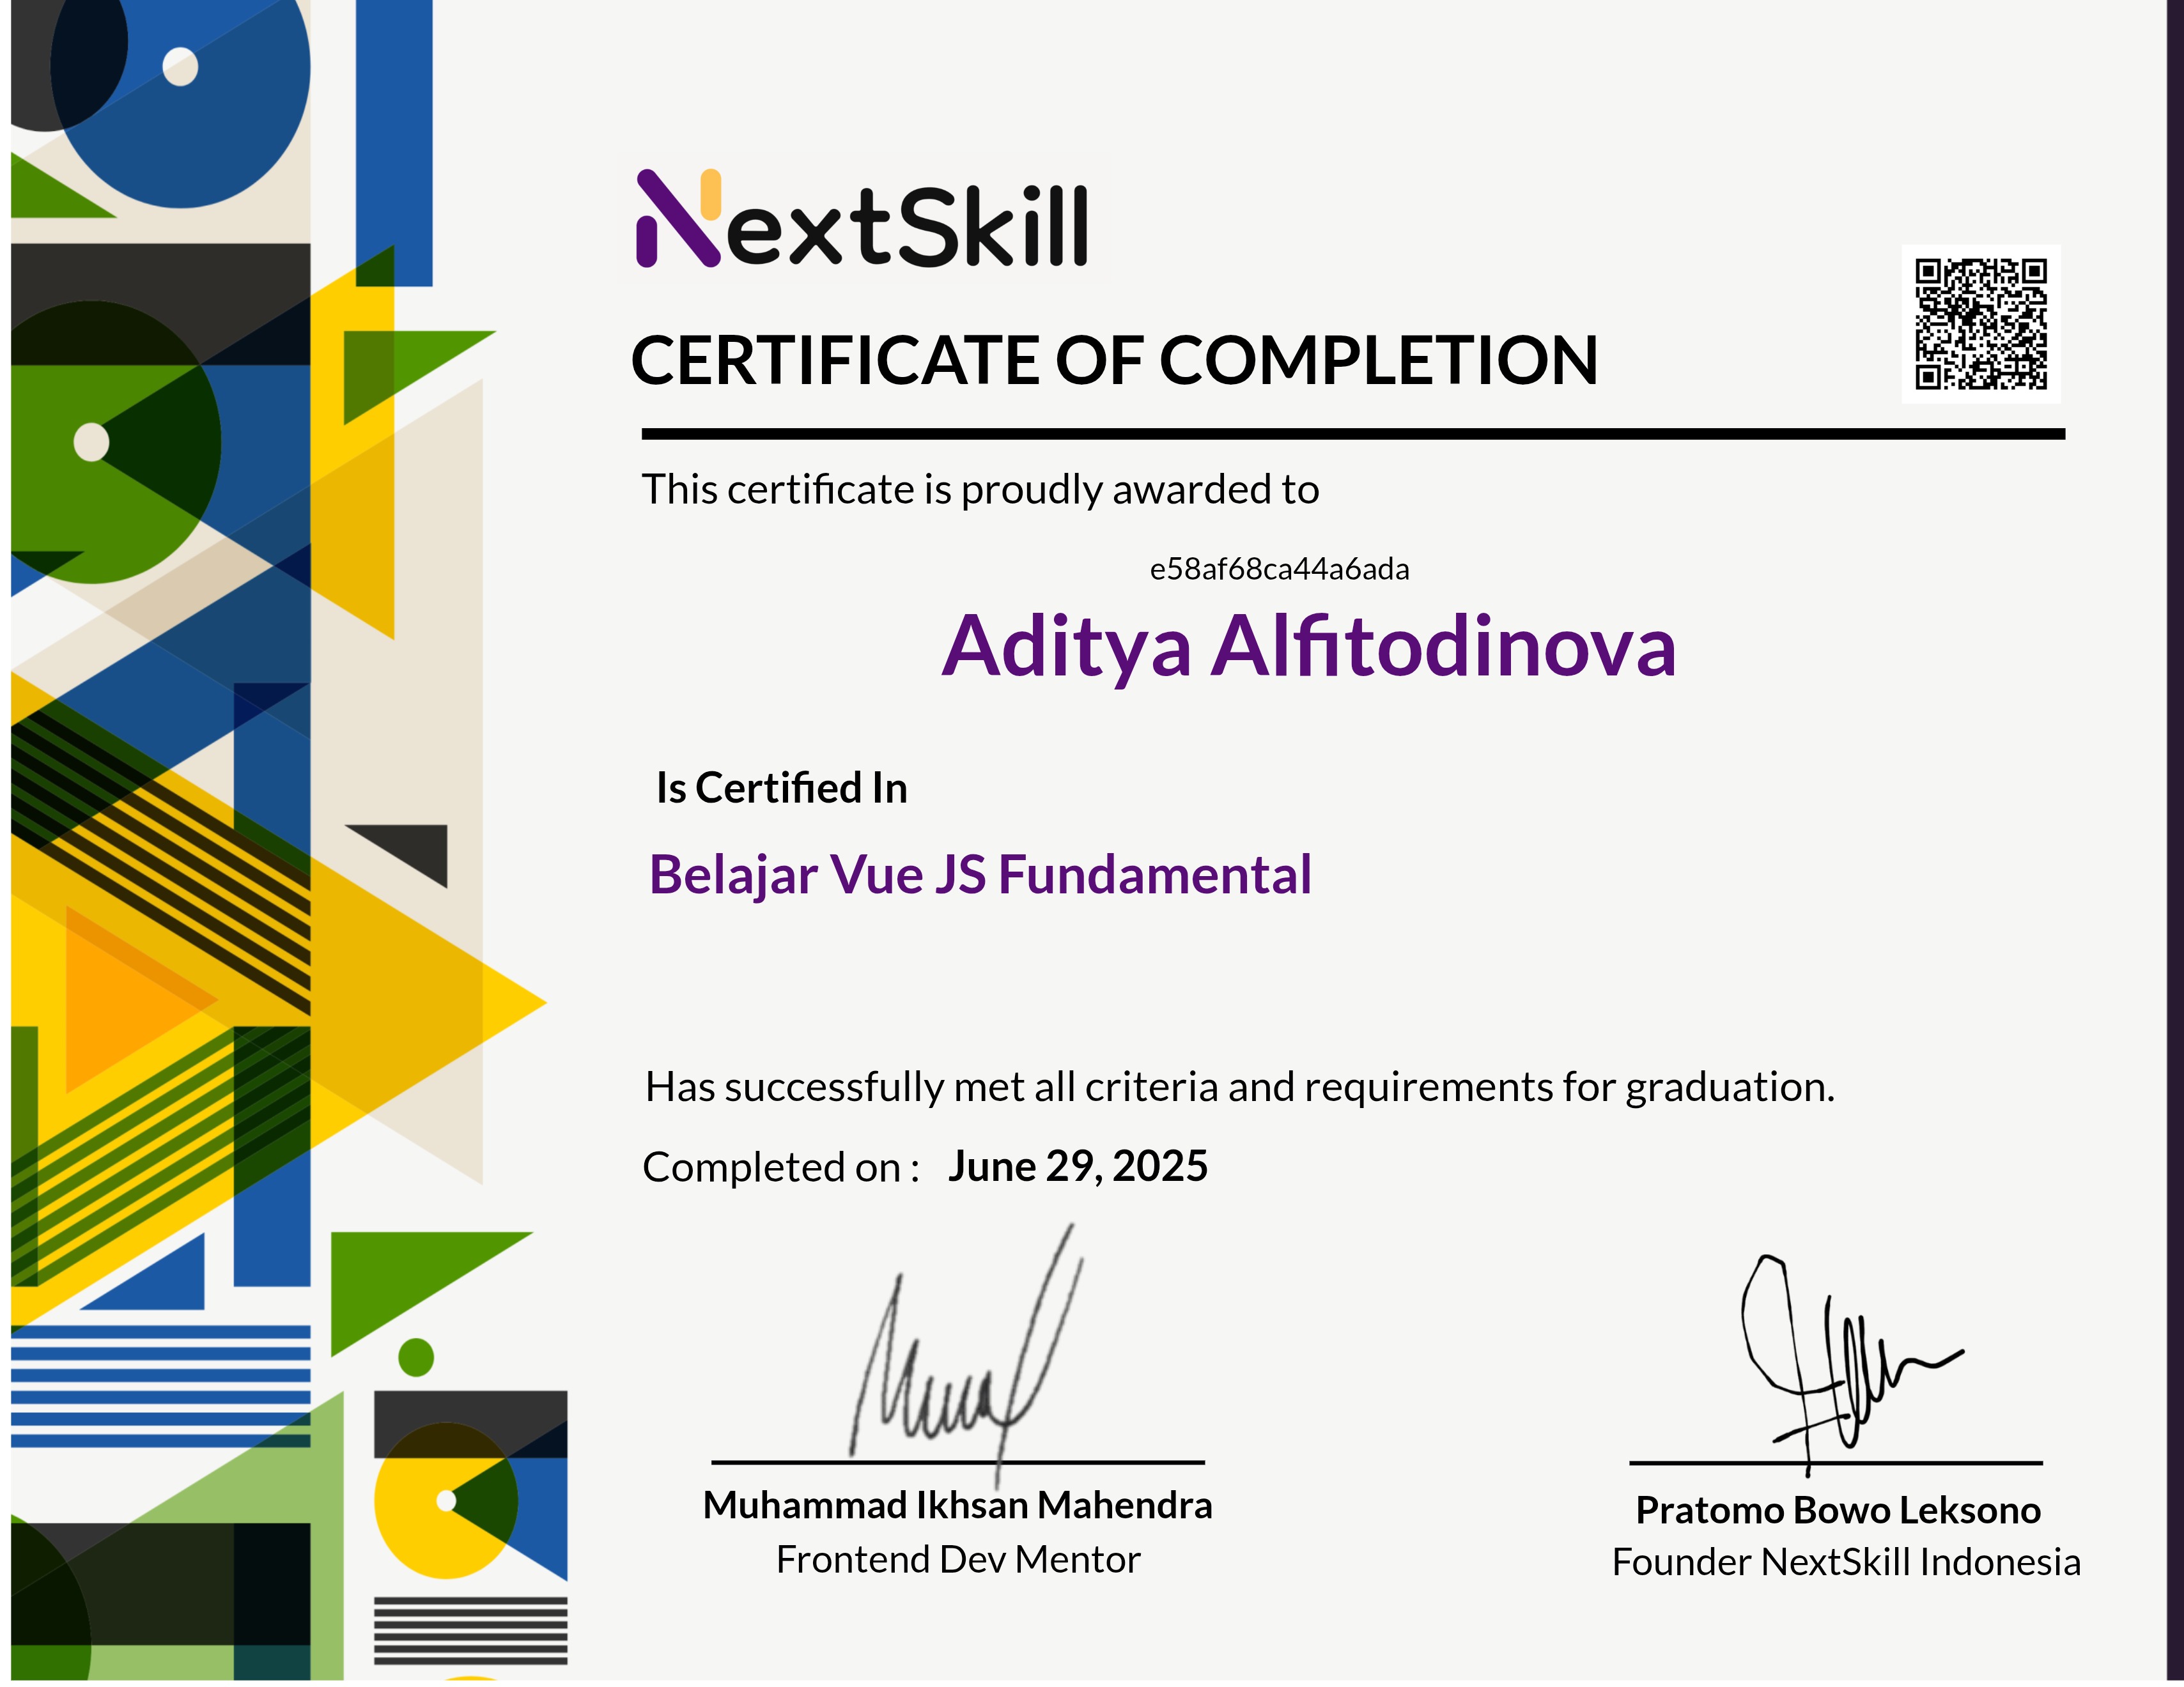 NextSkill
CERTIFICATE OF COMPLETION
This certificate is proudly awarded to
e58af68ca44a6ada
Aditya Alfitodinova
Is Certified In
Belajar Vue JS Fundamental
Has successfully met all criteria and requirements for graduation.
Completed on : June 29, 2025
Muhammad Ikhsan Mahendra
Frontend Dev Mentor
Pratomo Bowo Leksono
Founder NextSkill Indonesia